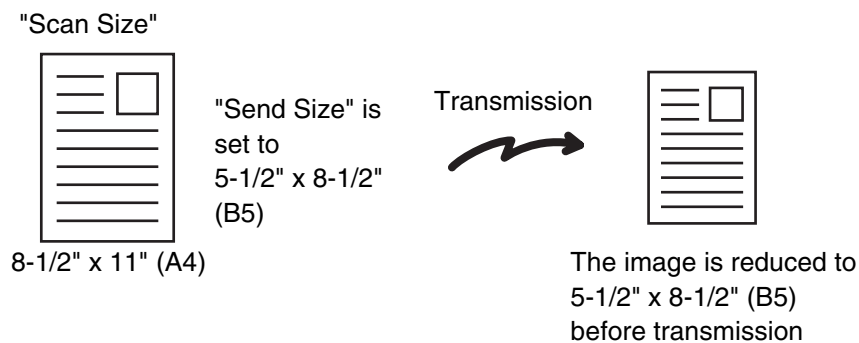 "Scan Size"
8-1/2" x 11" (A4)
"Send Size" is
set to
5-1/2" x 8-1/2"
(B5)
Transmission
The image is reduced to
5-1/2" x 8-1/2" (B5)
before transmission